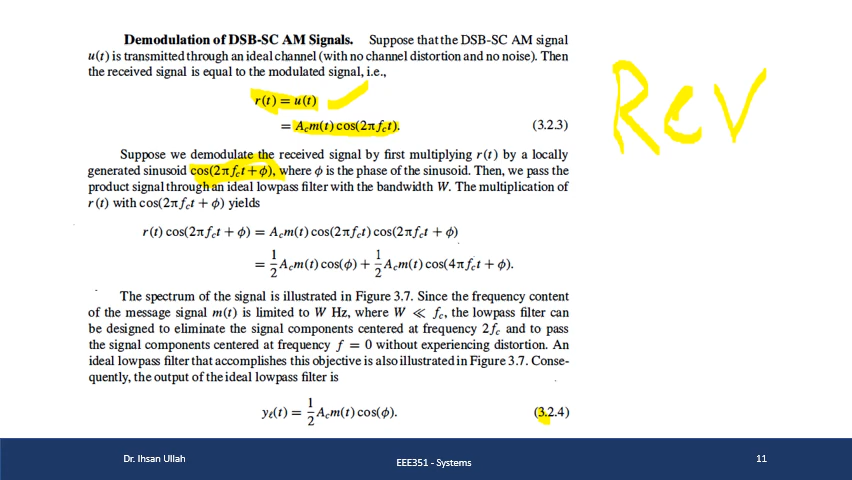 Demodulation of DSB-SC AM Signals. Suppose that the DSB-SC AM signal
u(t) is transmitted through an ideal channel (with no channel distortion and no noise). Then
the received signal is equal to the modulated signal, i.e.,
r(t) = u(t)
= A_c m(t) cos(2πf_c t). (3.2.3)
Rev
Suppose we demodulate the received signal by first multiplying r(t) by a locally
generated sinusoid cos(2πf_c t + ϕ), where ϕ is the phase of the sinusoid. Then, we pass the
product signal through an ideal lowpass filter with the bandwidth W. The multiplication of
r(t) with cos(2πf_c t + ϕ) yields
r(t) cos(2πf_c t + ϕ) = A_c m(t) cos(2πf_c t) cos(2πf_c t + ϕ)
= 1/2 A_c m(t) cos(ϕ) + 1/2 A_c m(t) cos(4πf_c t + ϕ).
The spectrum of the signal is illustrated in Figure 3.7. Since the frequency content
of the message signal m(t) is limited to W Hz, where W ≪ f_c, the lowpass filter can
be designed to eliminate the signal components centered at frequency 2f_c and to pass
the signal components centered at frequency f = 0 without experiencing distortion. An
ideal lowpass filter that accomplishes this objective is also illustrated in Figure 3.7. Conse-
quently, the output of the ideal lowpass filter is
y_ℓ(t) = 1/2 A_c m(t) cos(ϕ). (3.2.4)
Dr. Ihsan Ullah
EEE351 - Systems
11